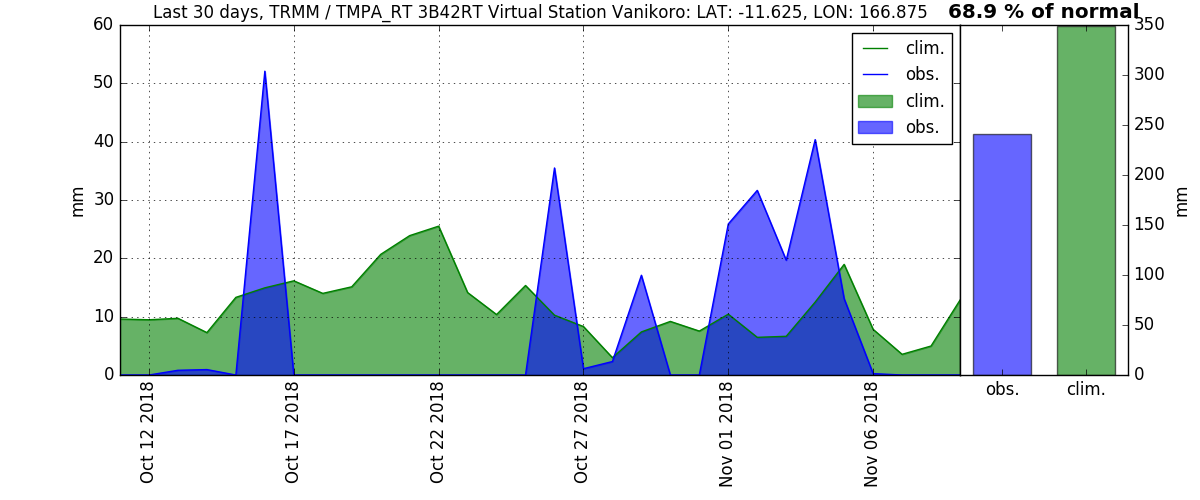 Last 30 days, TRMM / TMPA_RT 3B42RT Virtual Station Vanikoro: LAT: -11.625, LON: 166.875
68.9 % of normal
60
50
40
30
20
10
0
mm
clim.
obs.
clim.
obs.
Oct 12 2018
Oct 17 2018
Oct 22 2018
Oct 27 2018
Nov 01 2018
Nov 06 2018
350
300
250
200
150
100
50
0
mm
obs.
clim.